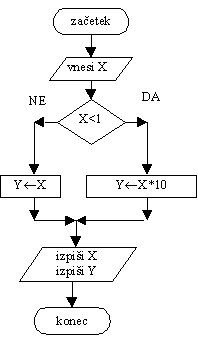 začetek
vnesi X
NE
DA
X<1
Y←X
Y←X*10
izpiši X
izpiši Y
konec